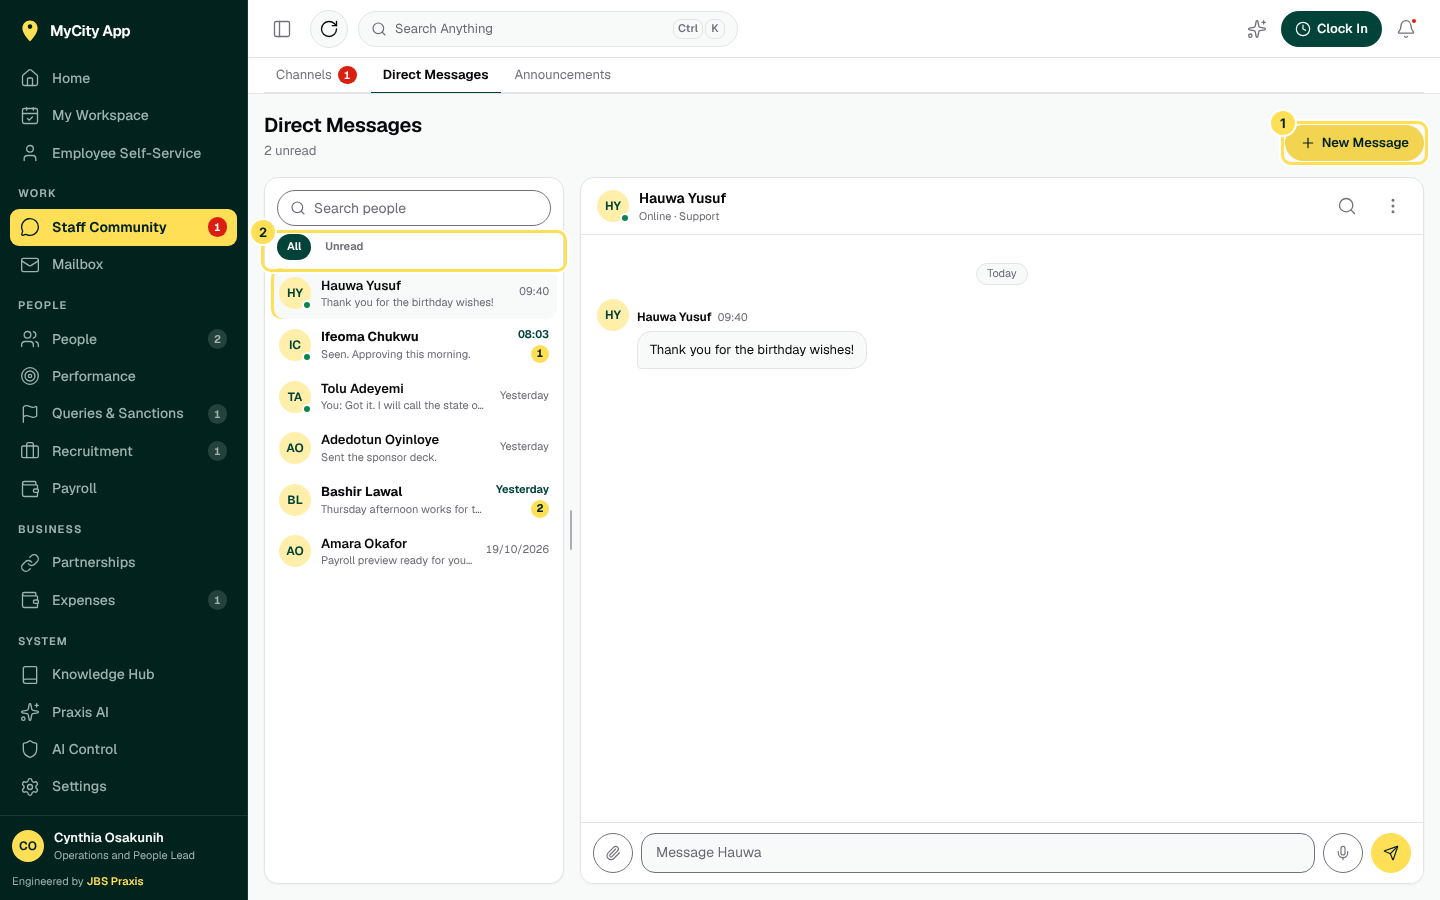 MyCity App
Home
My Workspace
Employee Self-Service
WORK
Staff Community 1
Mailbox
PEOPLE
People 2
Performance
Queries & Sanctions 1
Recruitment 1
Payroll
BUSINESS
Partnerships
Expenses 1
SYSTEM
Knowledge Hub
Praxis AI
AI Control
Settings
CO
Cynthia Osakunih
Operations and People Lead
Engineered by JBS Praxis
Search Anything Ctrl K
Clock In
Channels 1 Direct Messages Announcements
Direct Messages
2 unread
1
+ New Message
Search people
2
All Unread
HY Hauwa Yusuf 09:40
Thank you for the birthday wishes!
IC Ifeoma Chukwu 08:03
Seen. Approving this morning. 1
TA Tolu Adeyemi Yesterday
You: Got it. I will call the state o...
AO Adedotun Oyinloye Yesterday
Sent the sponsor deck.
BL Bashir Lawal Yesterday
Thursday afternoon works for t... 2
AO Amara Okafor 19/10/2026
Payroll preview ready for you...
HY Hauwa Yusuf
Online · Support
Today
HY Hauwa Yusuf 09:40
Thank you for the birthday wishes!
Message Hauwa